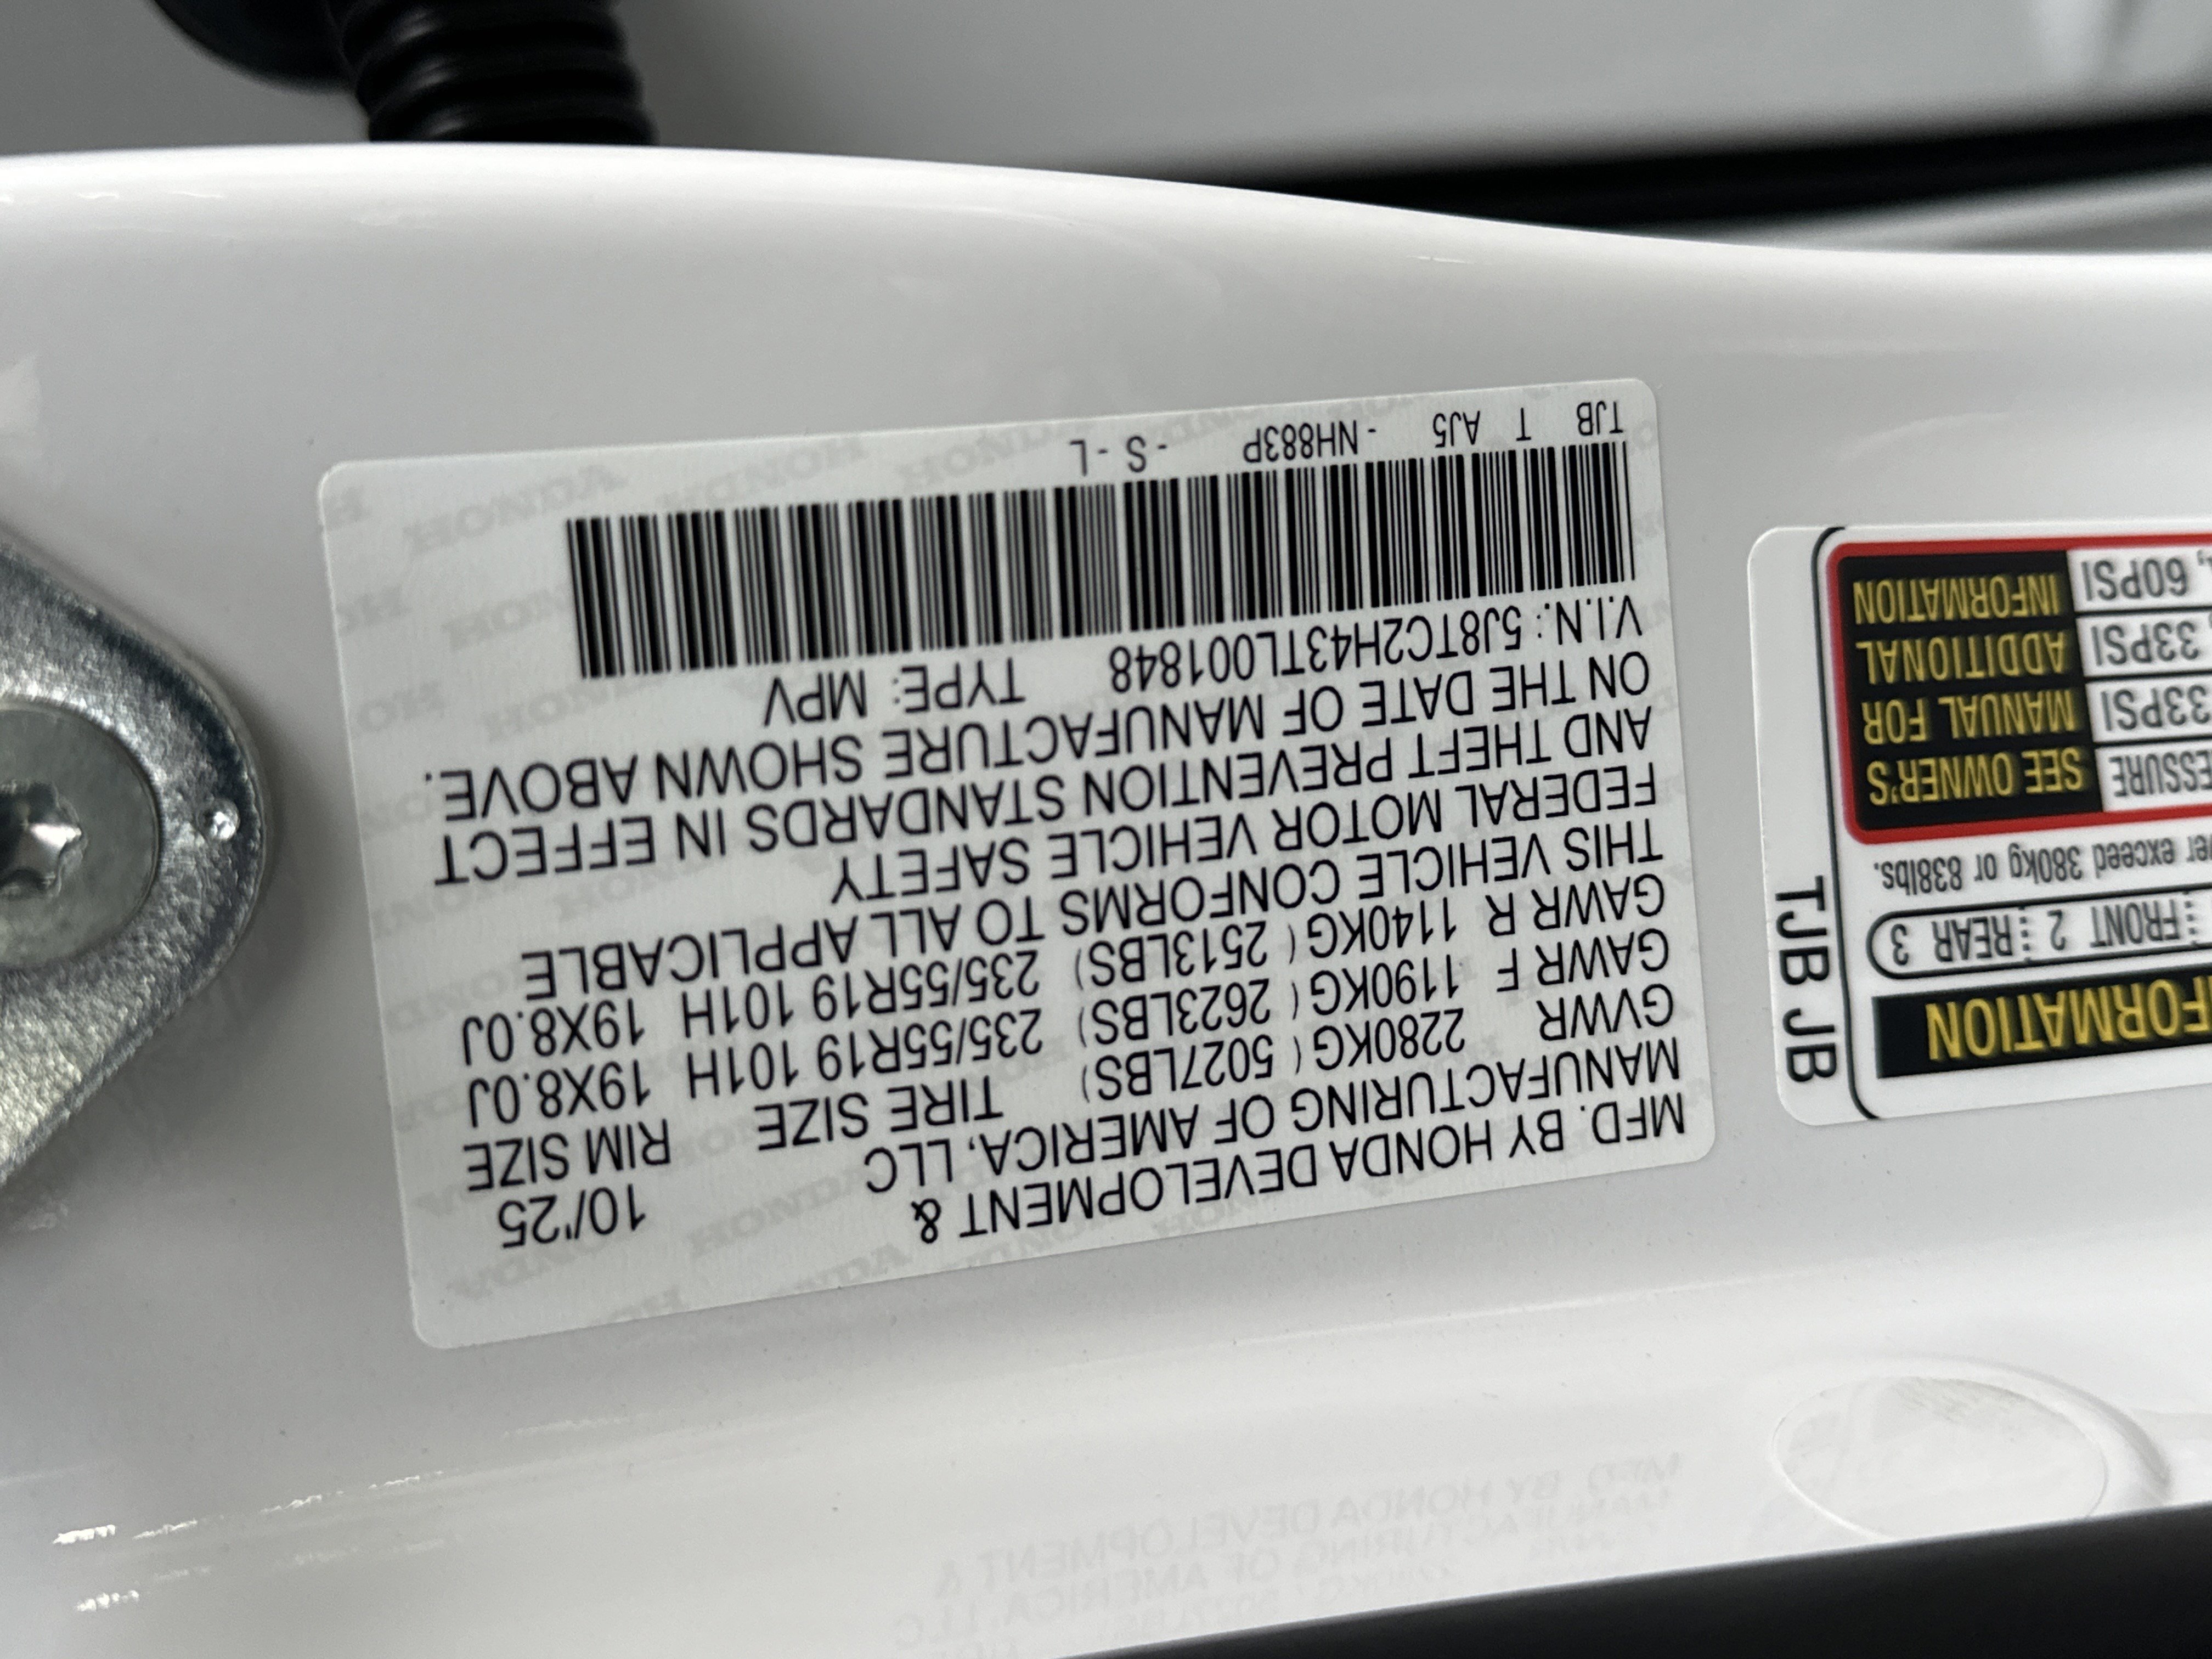 MFD. BY HONDA DEVELOPMENT &
MANUFACTURING OF AMERICA, LLC 10/'25
GVWR 2280KG ( 5027LBS) TIRE SIZE RIM SIZE
GAWR F 1190KG ( 2623LBS) 235/55R19 101H 19X8.0J
GAWR R 1140KG ( 2513LBS) 235/55R19 101H 19X8.0J
THIS VEHICLE CONFORMS TO ALL APPLICABLE
FEDERAL MOTOR VEHICLE SAFETY
AND THEFT PREVENTION STANDARDS IN EFFECT
ON THE DATE OF MANUFACTURE SHOWN ABOVE.
V.I.N.: 5J8TC2H43TL001848 TYPE: MPV
TJB T AJ5 - NH883P - S - L
TJB JB
FORMATION
FRONT 2 REAR 3
exceed 380kg or 838lbs.
SEE OWNER'S
MANUAL FOR
ADDITIONAL
INFORMATION
ESSURE
33PSI
, 33PSI
, 60PSI